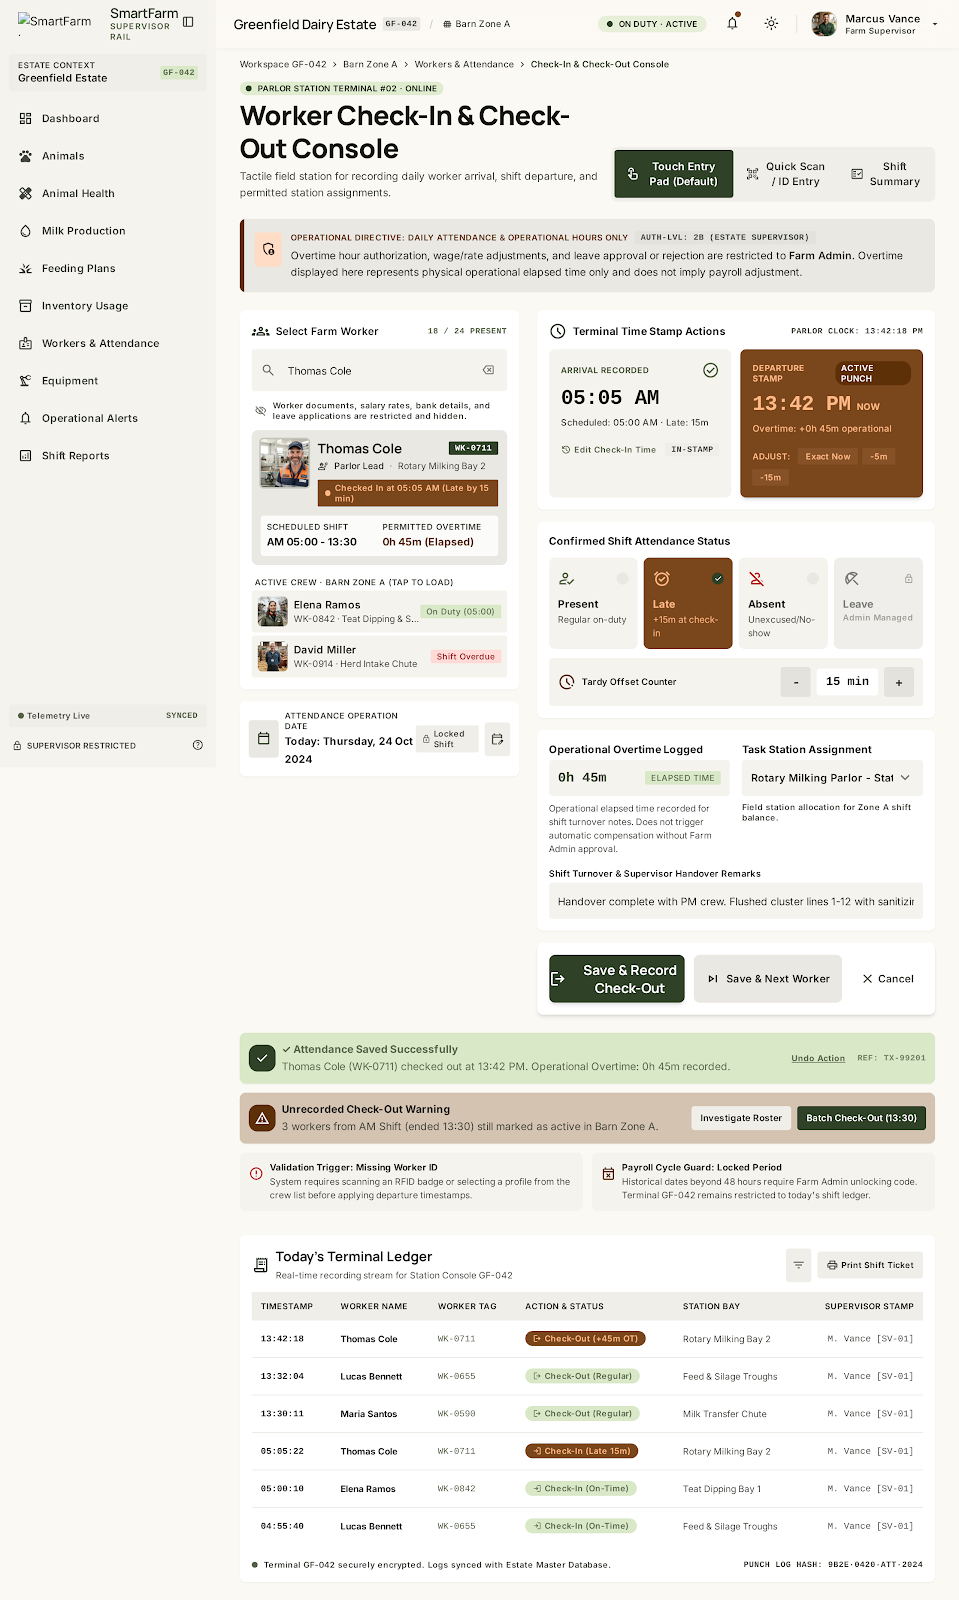 SmartFarm
SmartFarm
SUPERVISOR
RAIL
ESTATE CONTEXT
Greenfield Estate
GF-042
Dashboard
Animals
Animal Health
Milk Production
Feeding Plans
Inventory Usage
Workers & Attendance
Equipment
Operational Alerts
Shift Reports
Telemetry Live
SYNCED
SUPERVISOR RESTRICTED
Greenfield Dairy Estate
GF-042
/
Barn Zone A
ON DUTY · ACTIVE
Marcus Vance
Farm Supervisor
Workspace GF-042 > Barn Zone A > Workers & Attendance > Check-In & Check-Out Console
PARLOR STATION TERMINAL #02 · ONLINE
Worker Check-In & Check-
Out Console
Tactile field station for recording daily worker arrival, shift departure, and
permitted station assignments.
Touch Entry
Pad (Default)
Quick Scan
/ ID Entry
Shift
Summary
OPERATIONAL DIRECTIVE: DAILY ATTENDANCE & OPERATIONAL HOURS ONLY
AUTH-LVL: 2B (ESTATE SUPERVISOR)
Overtime hour authorization, wage/rate adjustments, and leave approval or rejection are restricted to Farm Admin. Overtime
displayed here represents physical operational elapsed time only and does not imply payroll adjustment.
Select Farm Worker
18 / 24 PRESENT
Thomas Cole
Worker documents, salary rates, bank details, and
leave applications are restricted and hidden.
Thomas Cole
WK-0711
Parlor Lead · Rotary Milking Bay 2
Checked In at 05:05 AM (Late by 15
min)
SCHEDULED SHIFT
AM 05:00 - 13:30
PERMITTED OVERTIME
0h 45m (Elapsed)
ACTIVE CREW · BARN ZONE A (TAP TO LOAD)
Elena Ramos
WK-0842 · Teat Dipping & S...
On Duty (05:00)
David Miller
WK-0914 · Herd Intake Chute
Shift Overdue
ATTENDANCE OPERATION
DATE
Today: Thursday, 24 Oct
2024
Locked
Shift
Terminal Time Stamp Actions
PARLOR CLOCK: 13:42:18 PM
ARRIVAL RECORDED
05:05 AM
Scheduled: 05:00 AM · Late: 15m
Edit Check-In Time
IN-STAMP
DEPARTURE
STAMP
ACTIVE
PUNCH
13:42 PM NOW
Overtime: +0h 45m operational
ADJUST:
Exact Now
-5m
-15m
Confirmed Shift Attendance Status
Present
Regular on-duty
Late
+15m at check-
in
Absent
Unexcused/No-
show
Leave
Admin Managed
Tardy Offset Counter
-
15 min
+
Operational Overtime Logged
0h 45m
ELAPSED TIME
Operational elapsed time recorded for
shift turnover notes. Does not trigger
automatic compensation without Farm
Admin approval.
Task Station Assignment
Rotary Milking Parlor - Stat
Field station allocation for Zone A shift
balance.
Shift Turnover & Supervisor Handover Remarks
Handover complete with PM crew. Flushed cluster lines 1-12 with sanitizir
Save & Record
Check-Out
Save & Next Worker
Cancel
✓ Attendance Saved Successfully
Thomas Cole (WK-0711) checked out at 13:42 PM. Operational Overtime: 0h 45m recorded.
Undo Action
REF: TX-99201
Unrecorded Check-Out Warning
3 workers from AM Shift (ended 13:30) still marked as active in Barn Zone A.
Investigate Roster
Batch Check-Out (13:30)
Validation Trigger: Missing Worker ID
System requires scanning an RFID badge or selecting a profile from the
crew list before applying departure timestamps.
Payroll Cycle Guard: Locked Period
Historical dates beyond 48 hours require Farm Admin unlocking code.
Terminal GF-042 remains restricted to today's shift ledger.
Today's Terminal Ledger
Real-time recording stream for Station Console GF-042
Print Shift Ticket
TIMESTAMP WORKER NAME WORKER TAG ACTION & STATUS STATION BAY SUPERVISOR STAMP
13:42:18 Thomas Cole WK-0711 Check-Out (+45m OT) Rotary Milking Bay 2 M. Vance [SV-01]
13:32:04 Lucas Bennett WK-0655 Check-Out (Regular) Feed & Silage Troughs M. Vance [SV-01]
13:30:11 Maria Santos WK-0590 Check-Out (Regular) Milk Transfer Chute M. Vance [SV-01]
05:05:22 Thomas Cole WK-0711 Check-In (Late 15m) Rotary Milking Bay 2 M. Vance [SV-01]
05:00:10 Elena Ramos WK-0842 Check-In (On-Time) Teat Dipping Bay 1 M. Vance [SV-01]
04:55:40 Lucas Bennett WK-0655 Check-In (On-Time) Feed & Silage Troughs M. Vance [SV-01]
Terminal GF-042 securely encrypted. Logs synced with Estate Master Database.
PUNCH LOG HASH: 9B2E-0420-ATT-2024